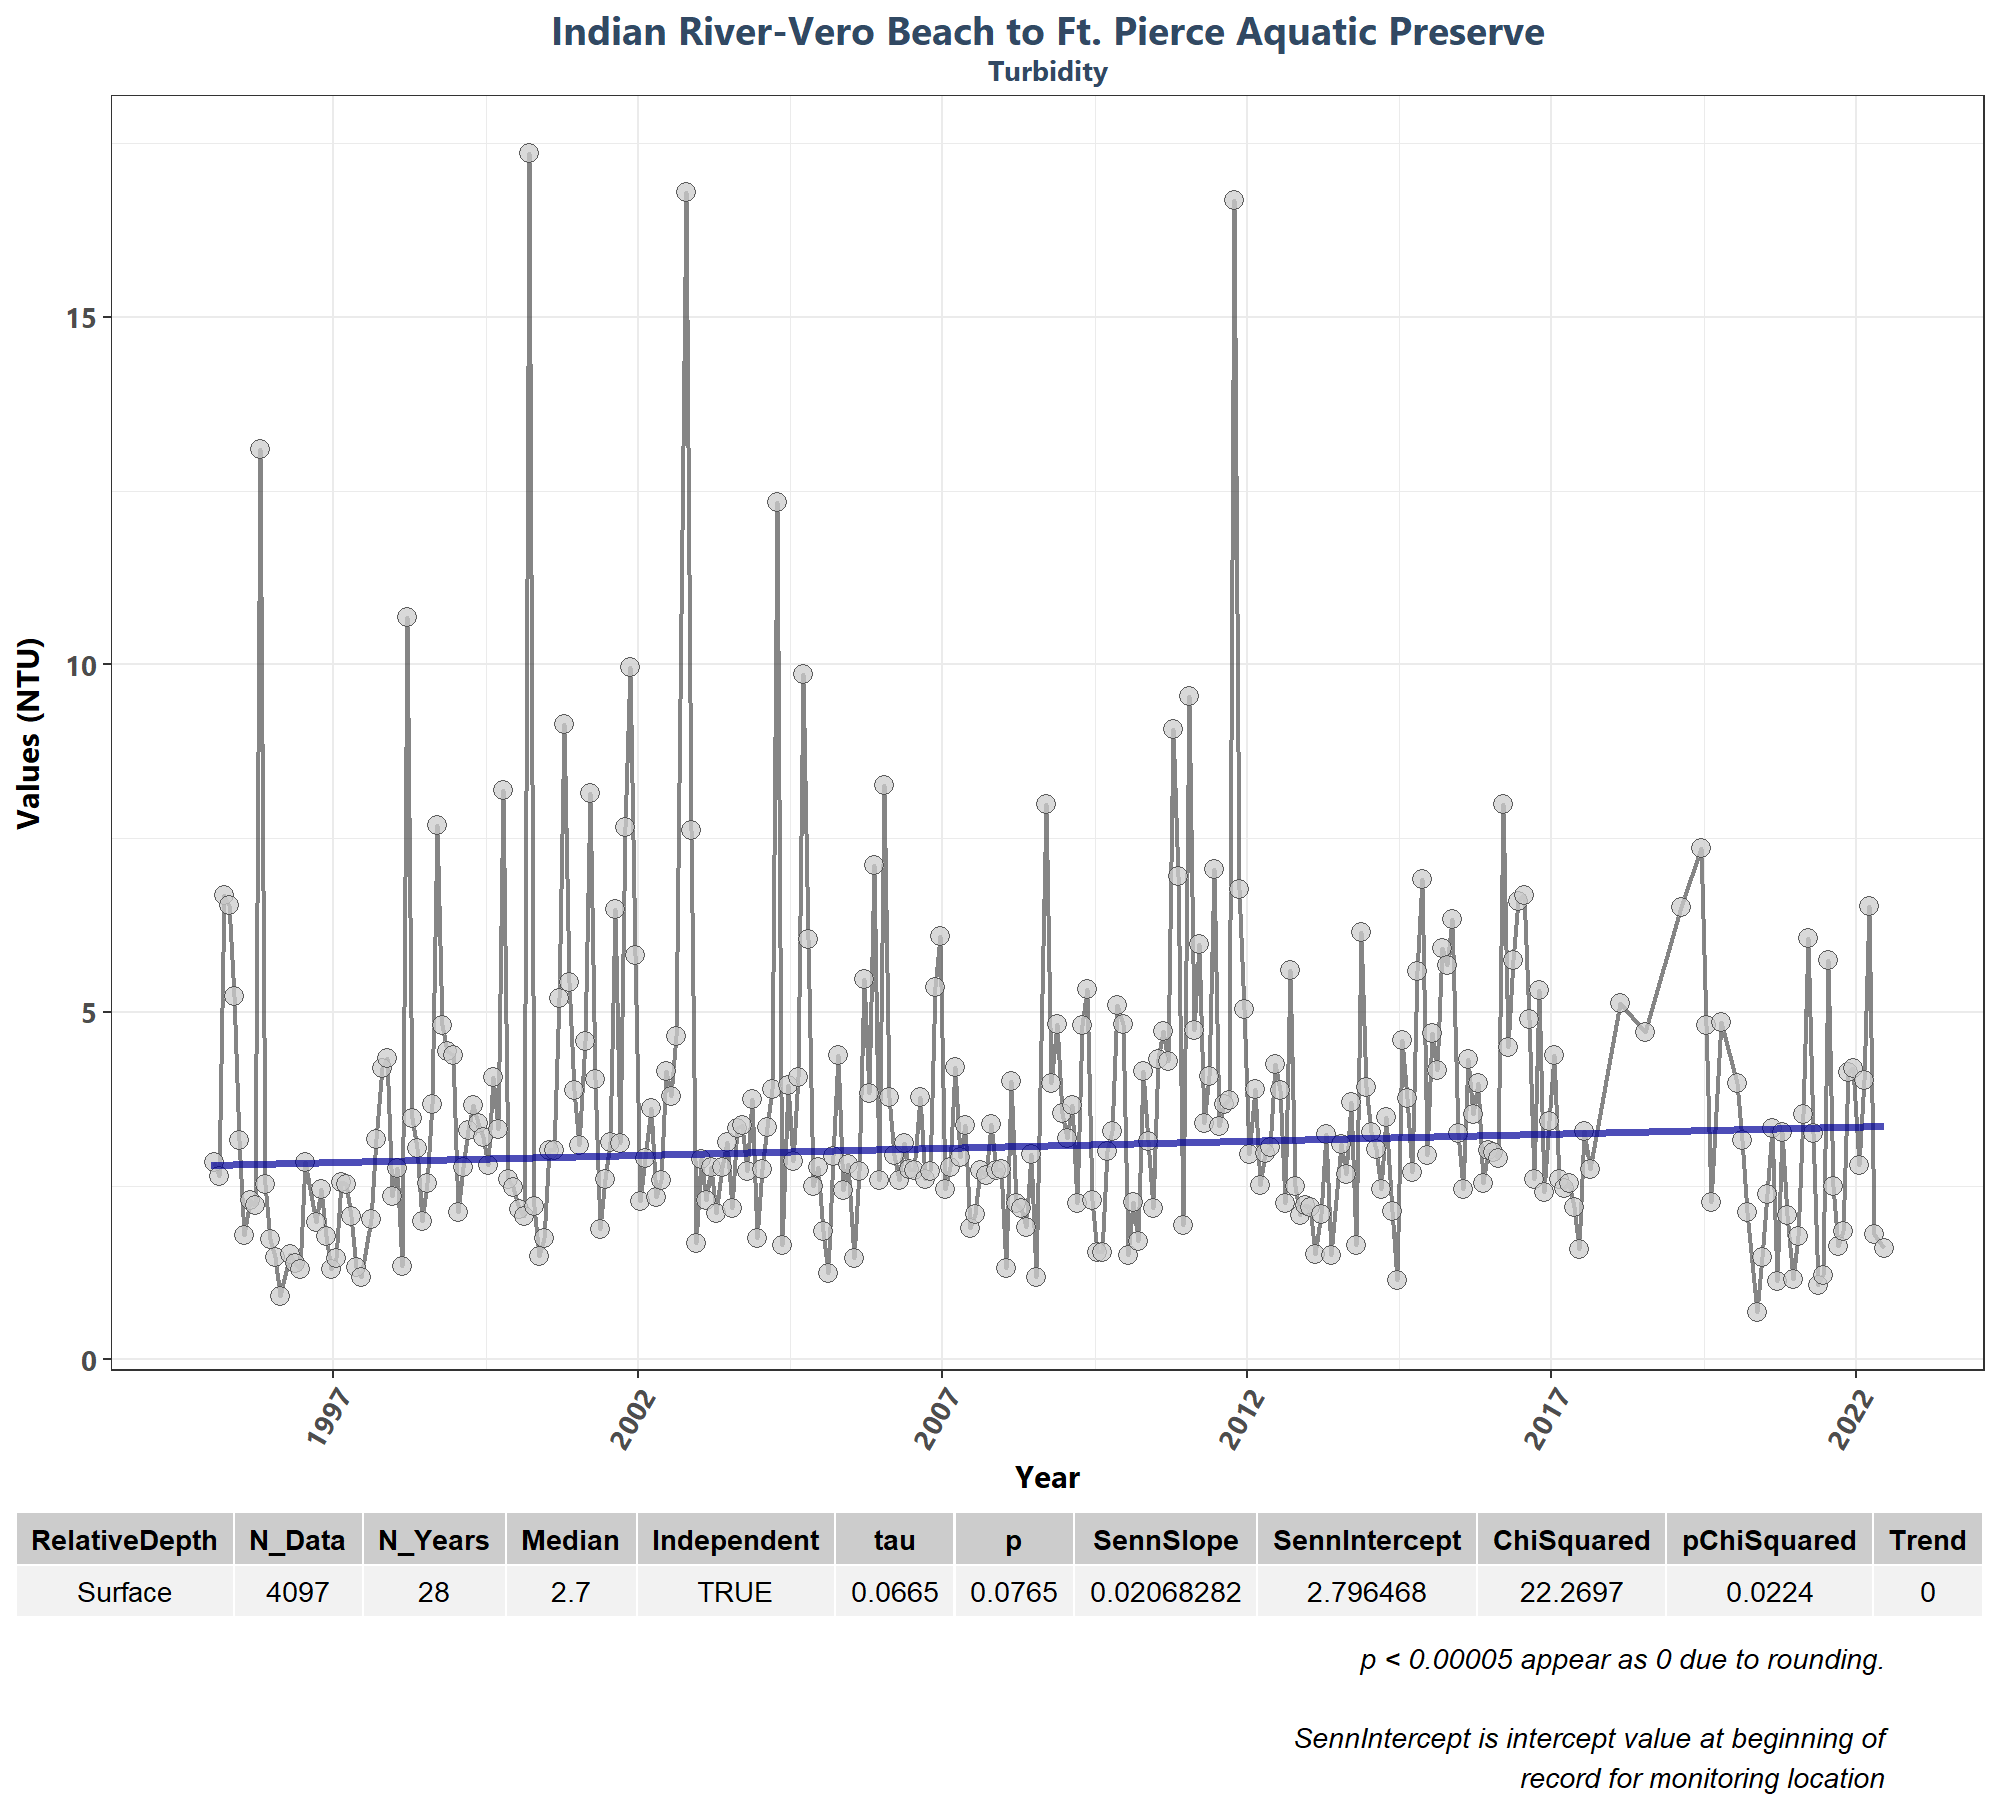 Indian River-Vero Beach to Ft. Pierce Aquatic Preserve
Turbidity
Values (NTU)
15
10
5
0
1997
2002
2007
2012
2017
2022
Year
RelativeDepth N_Data N_Years Median Independent tau p SennSlope SennIntercept ChiSquared pChiSquared Trend
Surface 4097 28 2.7 TRUE 0.0665 0.0765 0.02068282 2.796468 22.2697 0.0224 0
p < 0.00005 appear as 0 due to rounding.
SennIntercept is intercept value at beginning of
record for monitoring location